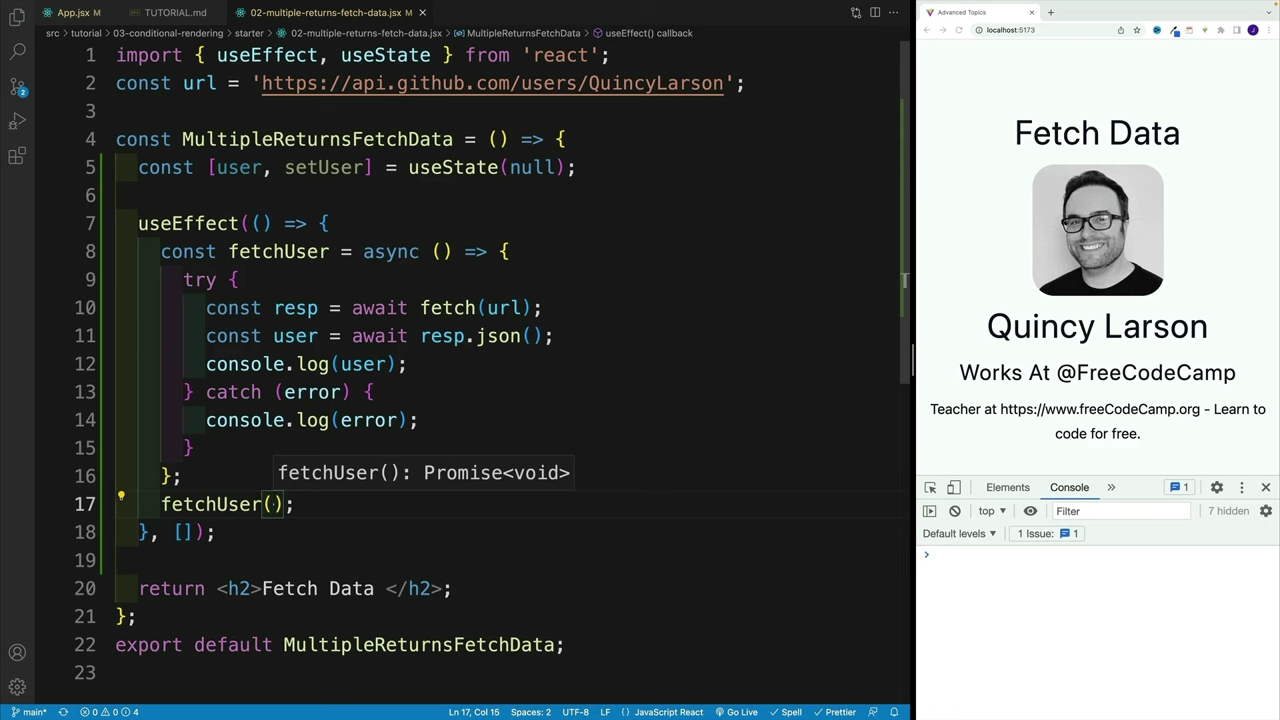 App.jsx M
TUTORIAL.md
02-multiple-returns-fetch-data.jsx M
src > tutorial > 03-conditional-rendering > starter > 02-multiple-returns-fetch-data.jsx > MultipleReturnsFetchData > useEffect() callback
1 import { useEffect, useState } from 'react';
2 const url = 'https://api.github.com/users/QuincyLarson';
3
4 const MultipleReturnsFetchData = () => {
5 const [user, setUser] = useState(null);
6
7 useEffect(() => {
8 const fetchUser = async () => {
9 try {
10 const resp = await fetch(url);
11 const user = await resp.json();
12 console.log(user);
13 } catch (error) {
14 console.log(error);
15 }
16 };
fetchUser(): Promise<void>
17 fetchUser();
18 }, []);
19
20 return <h2>Fetch Data </h2>;
21 };
22 export default MultipleReturnsFetchData;
23
2
main*
0 0 4
Ln 17, Col 15
Spaces: 2
UTF-8
LF
{} JavaScript React
Go Live
Spell
Prettier
Advanced Topics
localhost:5173
J
Fetch Data
Quincy Larson
Works At @FreeCodeCamp
Teacher at https://www.freeCodeCamp.org - Learn to
code for free.
Elements
Console
1
top
Filter
7 hidden
Default levels
1 Issue: 1